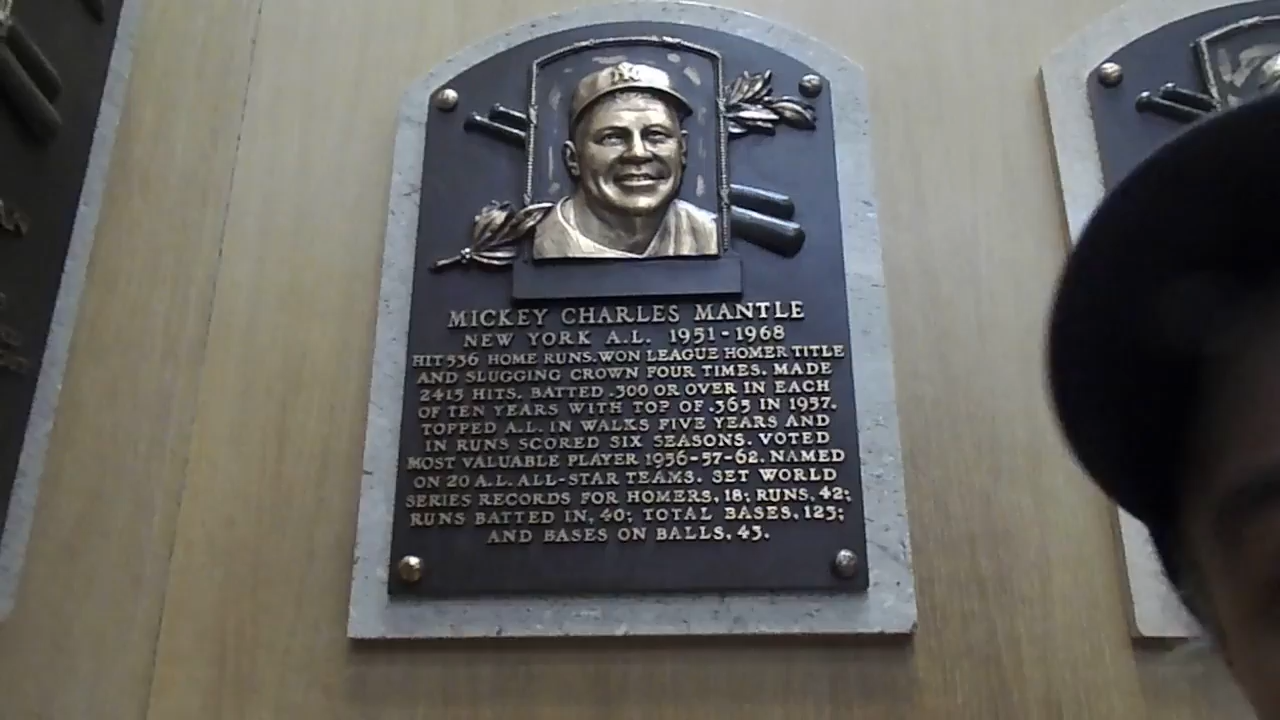 MICKEY CHARLES MANTLE
NEW YORK A.L. 1951-1968
HIT 536 HOME RUNS. WON LEAGUE HOMER TITLE
AND SLUGGING CROWN FOUR TIMES. MADE
2415 HITS. BATTED .300 OR OVER IN EACH
OF TEN YEARS WITH TOP OF .365 IN 1957.
TOPPED A.L. IN WALKS FIVE YEARS AND
IN RUNS SCORED SIX SEASONS. VOTED
MOST VALUABLE PLAYER 1956-57-62. NAMED
ON 20 A.L. ALL-STAR TEAMS. SET WORLD
SERIES RECORDS FOR HOMERS, 18; RUNS, 42;
RUNS BATTED IN, 40; TOTAL BASES, 123;
AND BASES ON BALLS, 43.